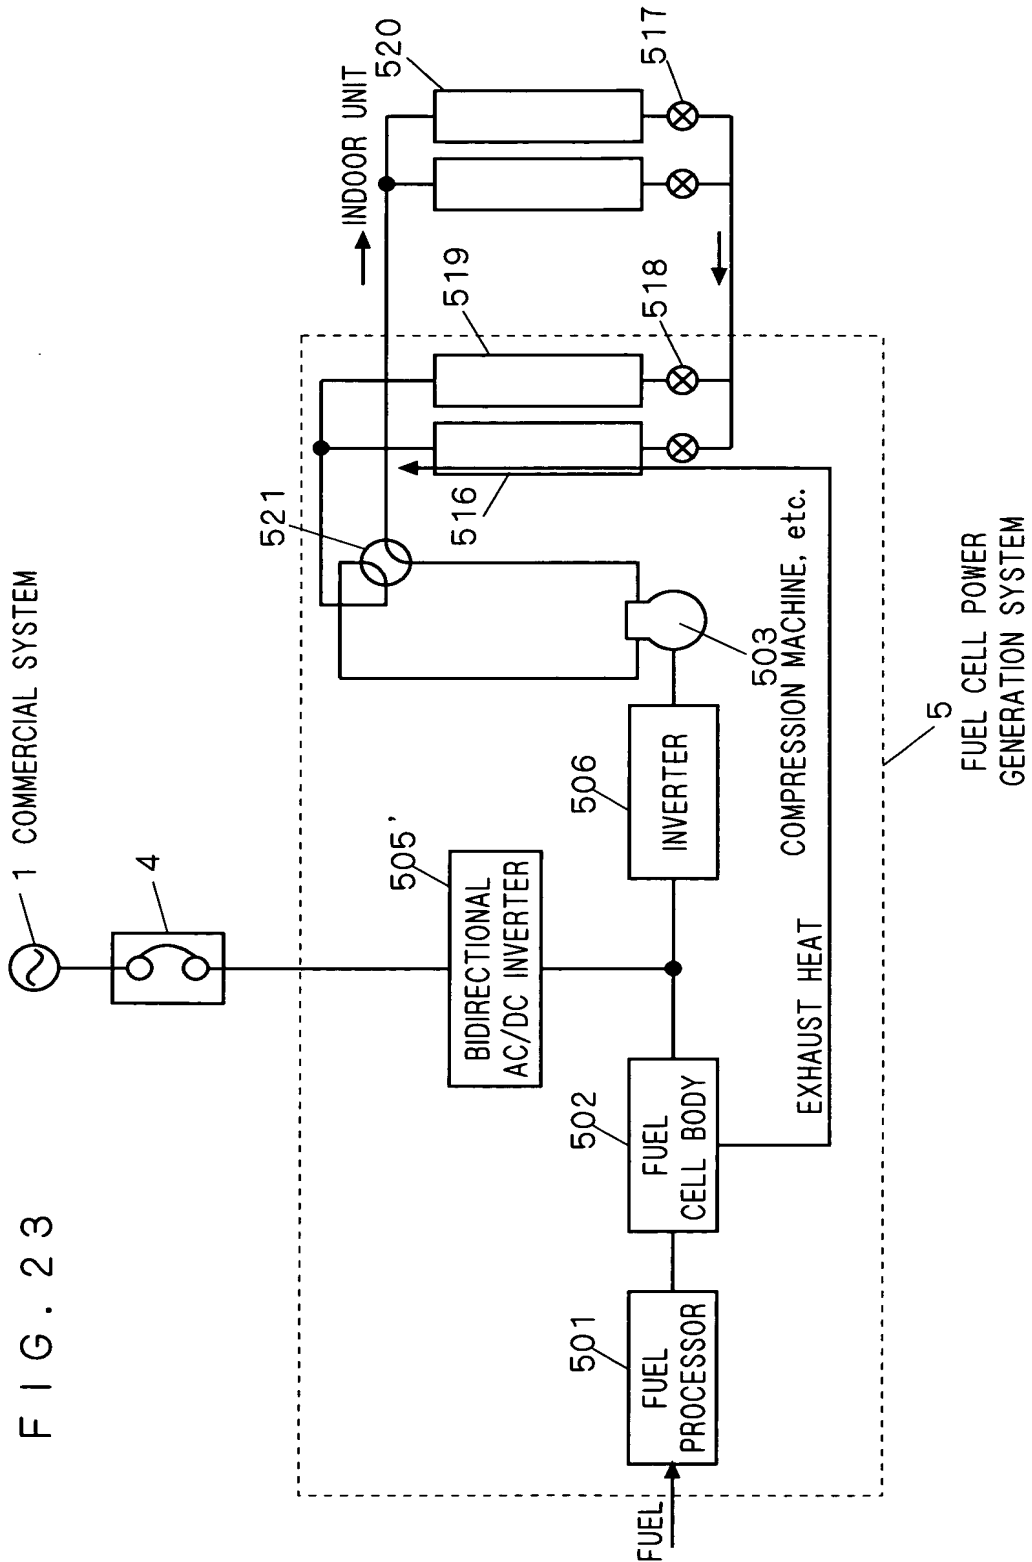 FIG. 23
1 COMMERCIAL SYSTEM
4
505'
BIDIRECTIONAL
AC/DC INVERTER
521
INDOOR UNIT
520
519
516
518
517
FUEL
501
FUEL
PROCESSOR
502
FUEL
CELL BODY
506
INVERTER
503
COMPRESSION MACHINE, etc.
EXHAUST HEAT
5
FUEL CELL POWER
GENERATION SYSTEM